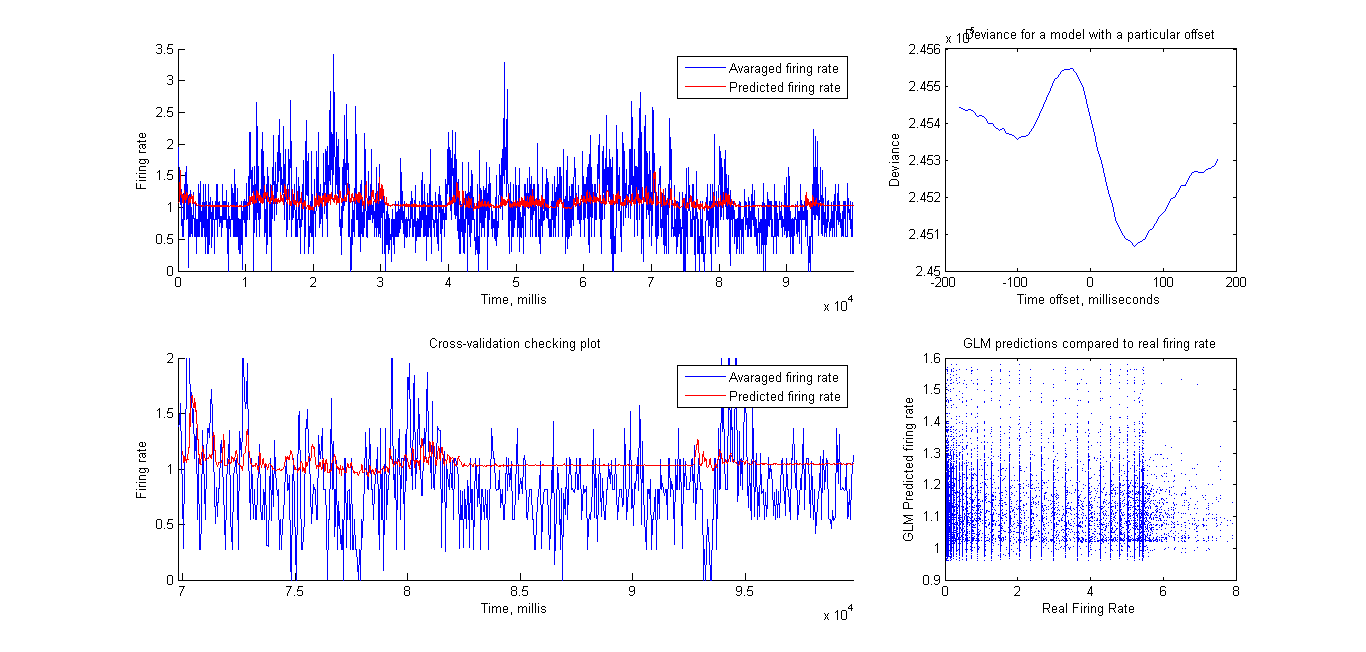 3.5
3
2.5
2
1.5
1
0.5
0
Firing rate
Avaraged firing rate
Predicted firing rate
0 1 2 3 4 5 6 7 8 9
Time, millis
x 10^4
Deviance for a model with a particular offset
x 10^5
2.456
2.455
2.454
2.453
2.452
2.451
2.45
Deviance
-200 -100 0 100 200
Time offset, milliseconds
Cross-validation checking plot
2
1.5
1
0.5
0
Firing rate
Avaraged firing rate
Predicted firing rate
7 7.5 8 8.5 9 9.5
Time, millis
x 10^4
GLM predictions compared to real firing rate
1.6
1.5
1.4
1.3
1.2
1.1
1
0.9
GLM Predicted firing rate
0 2 4 6 8
Real Firing Rate